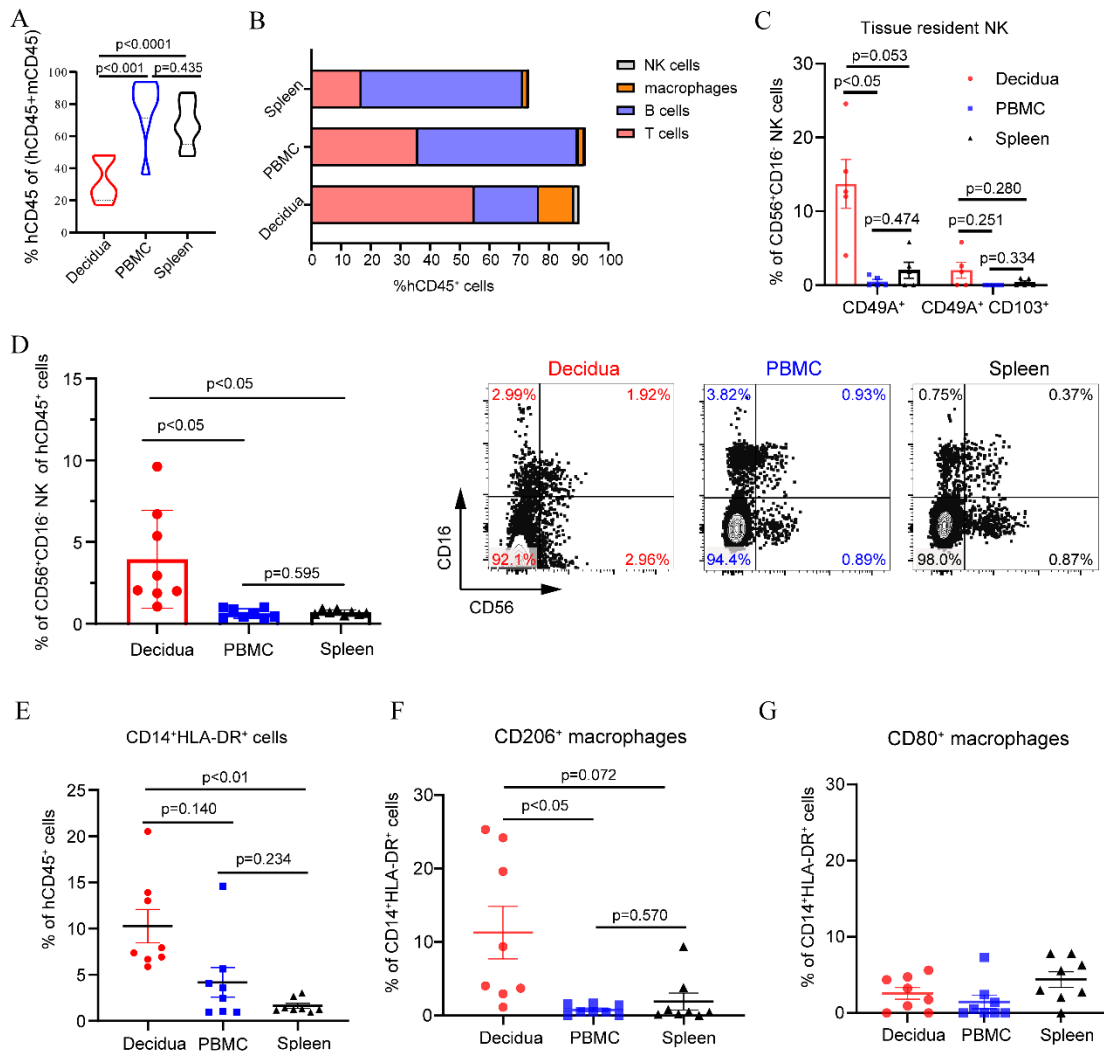 A
p<0.0001
p<0.001 p=0.435
% hCD45 of (hCD45+mCD45)
100
80
60
40
20
0
Decidua
PBMC
Spleen
B
Spleen
PBMC
Decidua
0 10 20 30 40 50 60 70 80 90 100
%hCD45⁺ cells
NK cells
macrophages
B cells
T cells
C
Tissue resident NK
% of CD56⁺CD16⁻ NK cells
30
20
10
0
p=0.053
p<0.05
p=0.474
p=0.280
p=0.251
p=0.334
Decidua
PBMC
Spleen
CD49A⁺ CD49A⁺ CD103⁺
D
% of CD56⁺CD16⁻ NK of hCD45⁺ cells
15
10
5
0
p<0.05
p<0.05
p=0.595
Decidua PBMC Spleen
Decidua
2.99% 1.92%
92.1% 2.96%
PBMC
3.82% 0.93%
94.4% 0.89%
Spleen
0.75% 0.37%
98.0% 0.87%
CD16
CD56
E
CD14⁺HLA-DR⁺ cells
% of hCD45⁺ cells
25
20
15
10
5
0
p<0.01
p=0.140
p=0.234
Decidua PBMC Spleen
F
CD206⁺ macrophages
% of CD14⁺HLA-DR⁺ cells
30
20
10
0
p=0.072
p<0.05
p=0.570
Decidua PBMC Spleen
G
CD80⁺ macrophages
% of CD14⁺HLA-DR⁺ cells
30
20
10
0
Decidua PBMC Spleen